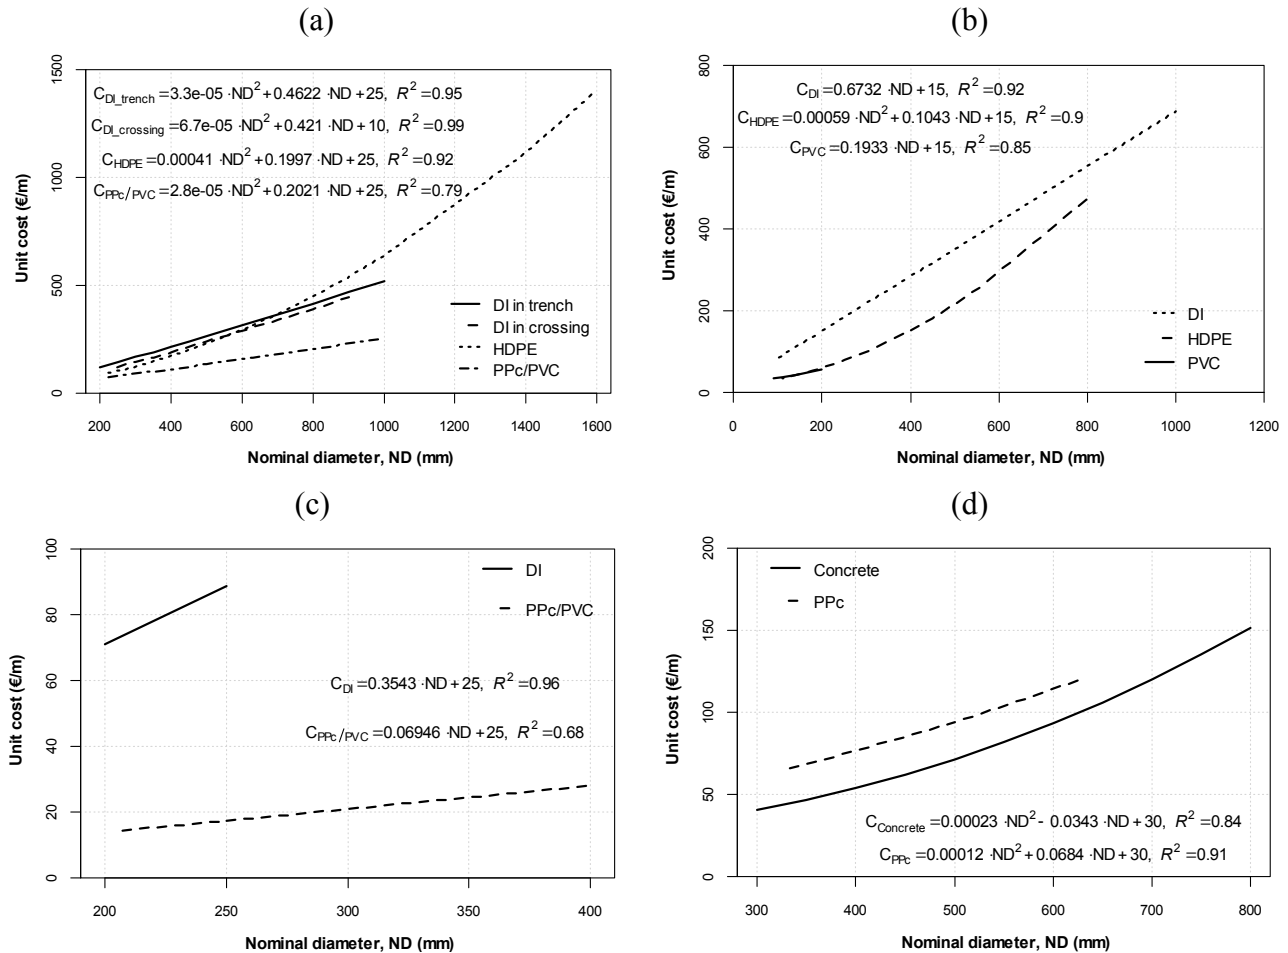 (a)
1500
1000
500
0
Unit cost (€/m)
C_DI_trench =3.3e-05 ·ND² + 0.4622 ·ND + 25, R² =0.95
C_DI_crossing =6.7e-05 ·ND² + 0.421 ·ND + 10, R² =0.99
C_HDPE =0.00041 ·ND² + 0.1997 ·ND + 25, R² =0.92
C_PPc/PVC =2.8e-05 ·ND² + 0.2021 ·ND + 25, R² =0.79
DI in trench
DI in crossing
HDPE
PPc/PVC
200 400 600 800 1000 1200 1400 1600
Nominal diameter, ND (mm)
(b)
800
600
400
200
0
Unit cost (€/m)
C_DI =0.6732 ·ND + 15, R² =0.92
C_HDPE =0.00059 ·ND² + 0.1043 ·ND + 15, R² =0.9
C_PVC =0.1933 ·ND + 15, R² =0.85
DI
HDPE
PVC
0 200 400 600 800 1000 1200
Nominal diameter, ND (mm)
(c)
100
80
60
40
20
0
Unit cost (€/m)
DI
PPc/PVC
C_DI =0.3543 ·ND + 25, R² =0.96
C_PPc/PVC =0.06946 ·ND + 25, R² =0.68
200 250 300 350 400
Nominal diameter, ND (mm)
(d)
200
150
100
50
0
Unit cost (€/m)
Concrete
PPc
C_Concrete =0.00023 ·ND² - 0.0343 ·ND + 30, R² =0.84
C_PPc =0.00012 ·ND² + 0.0684 ·ND + 30, R² =0.91
300 400 500 600 700 800
Nominal diameter, ND (mm)